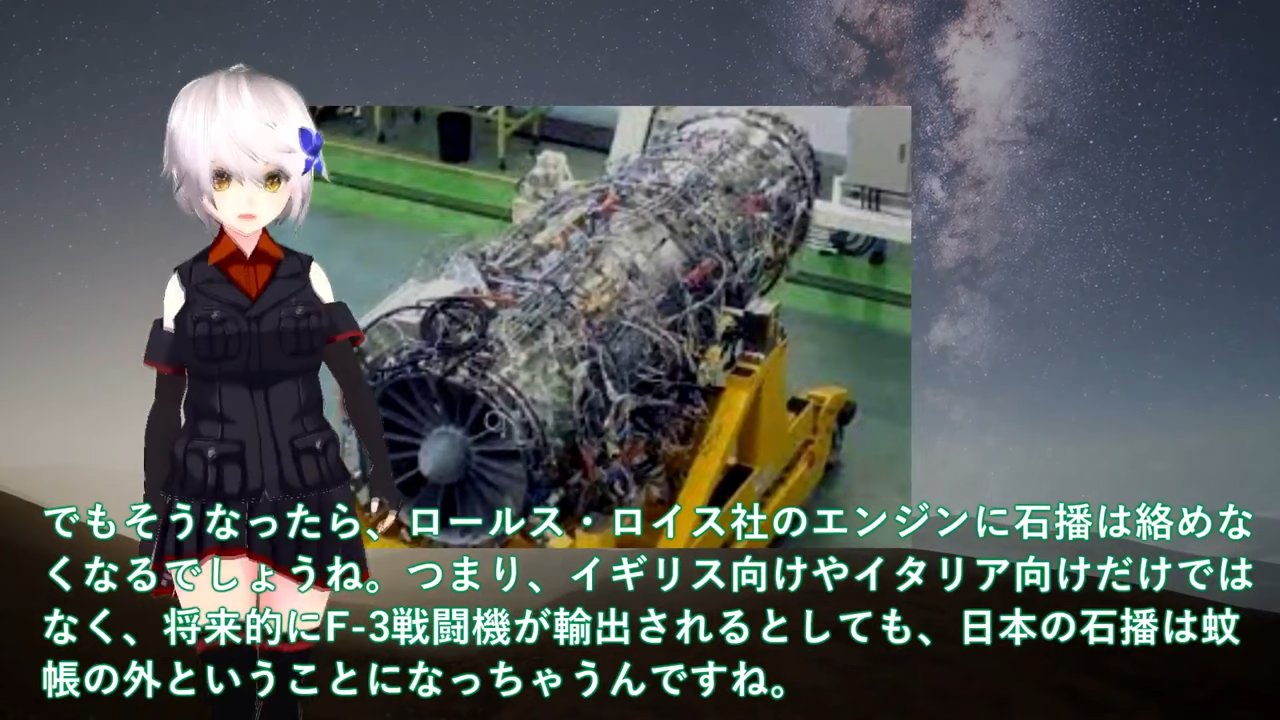 でもそうなったら、ロールス・ロイス社のエンジンに石播は絡めな
くなるでしょうね。つまり、イギリス向けやイタリア向けだけでは
なく、将来的にF-3戦闘機が輸出されるとしても、日本の石播は蚊
帳の外ということになっちゃうんですね。